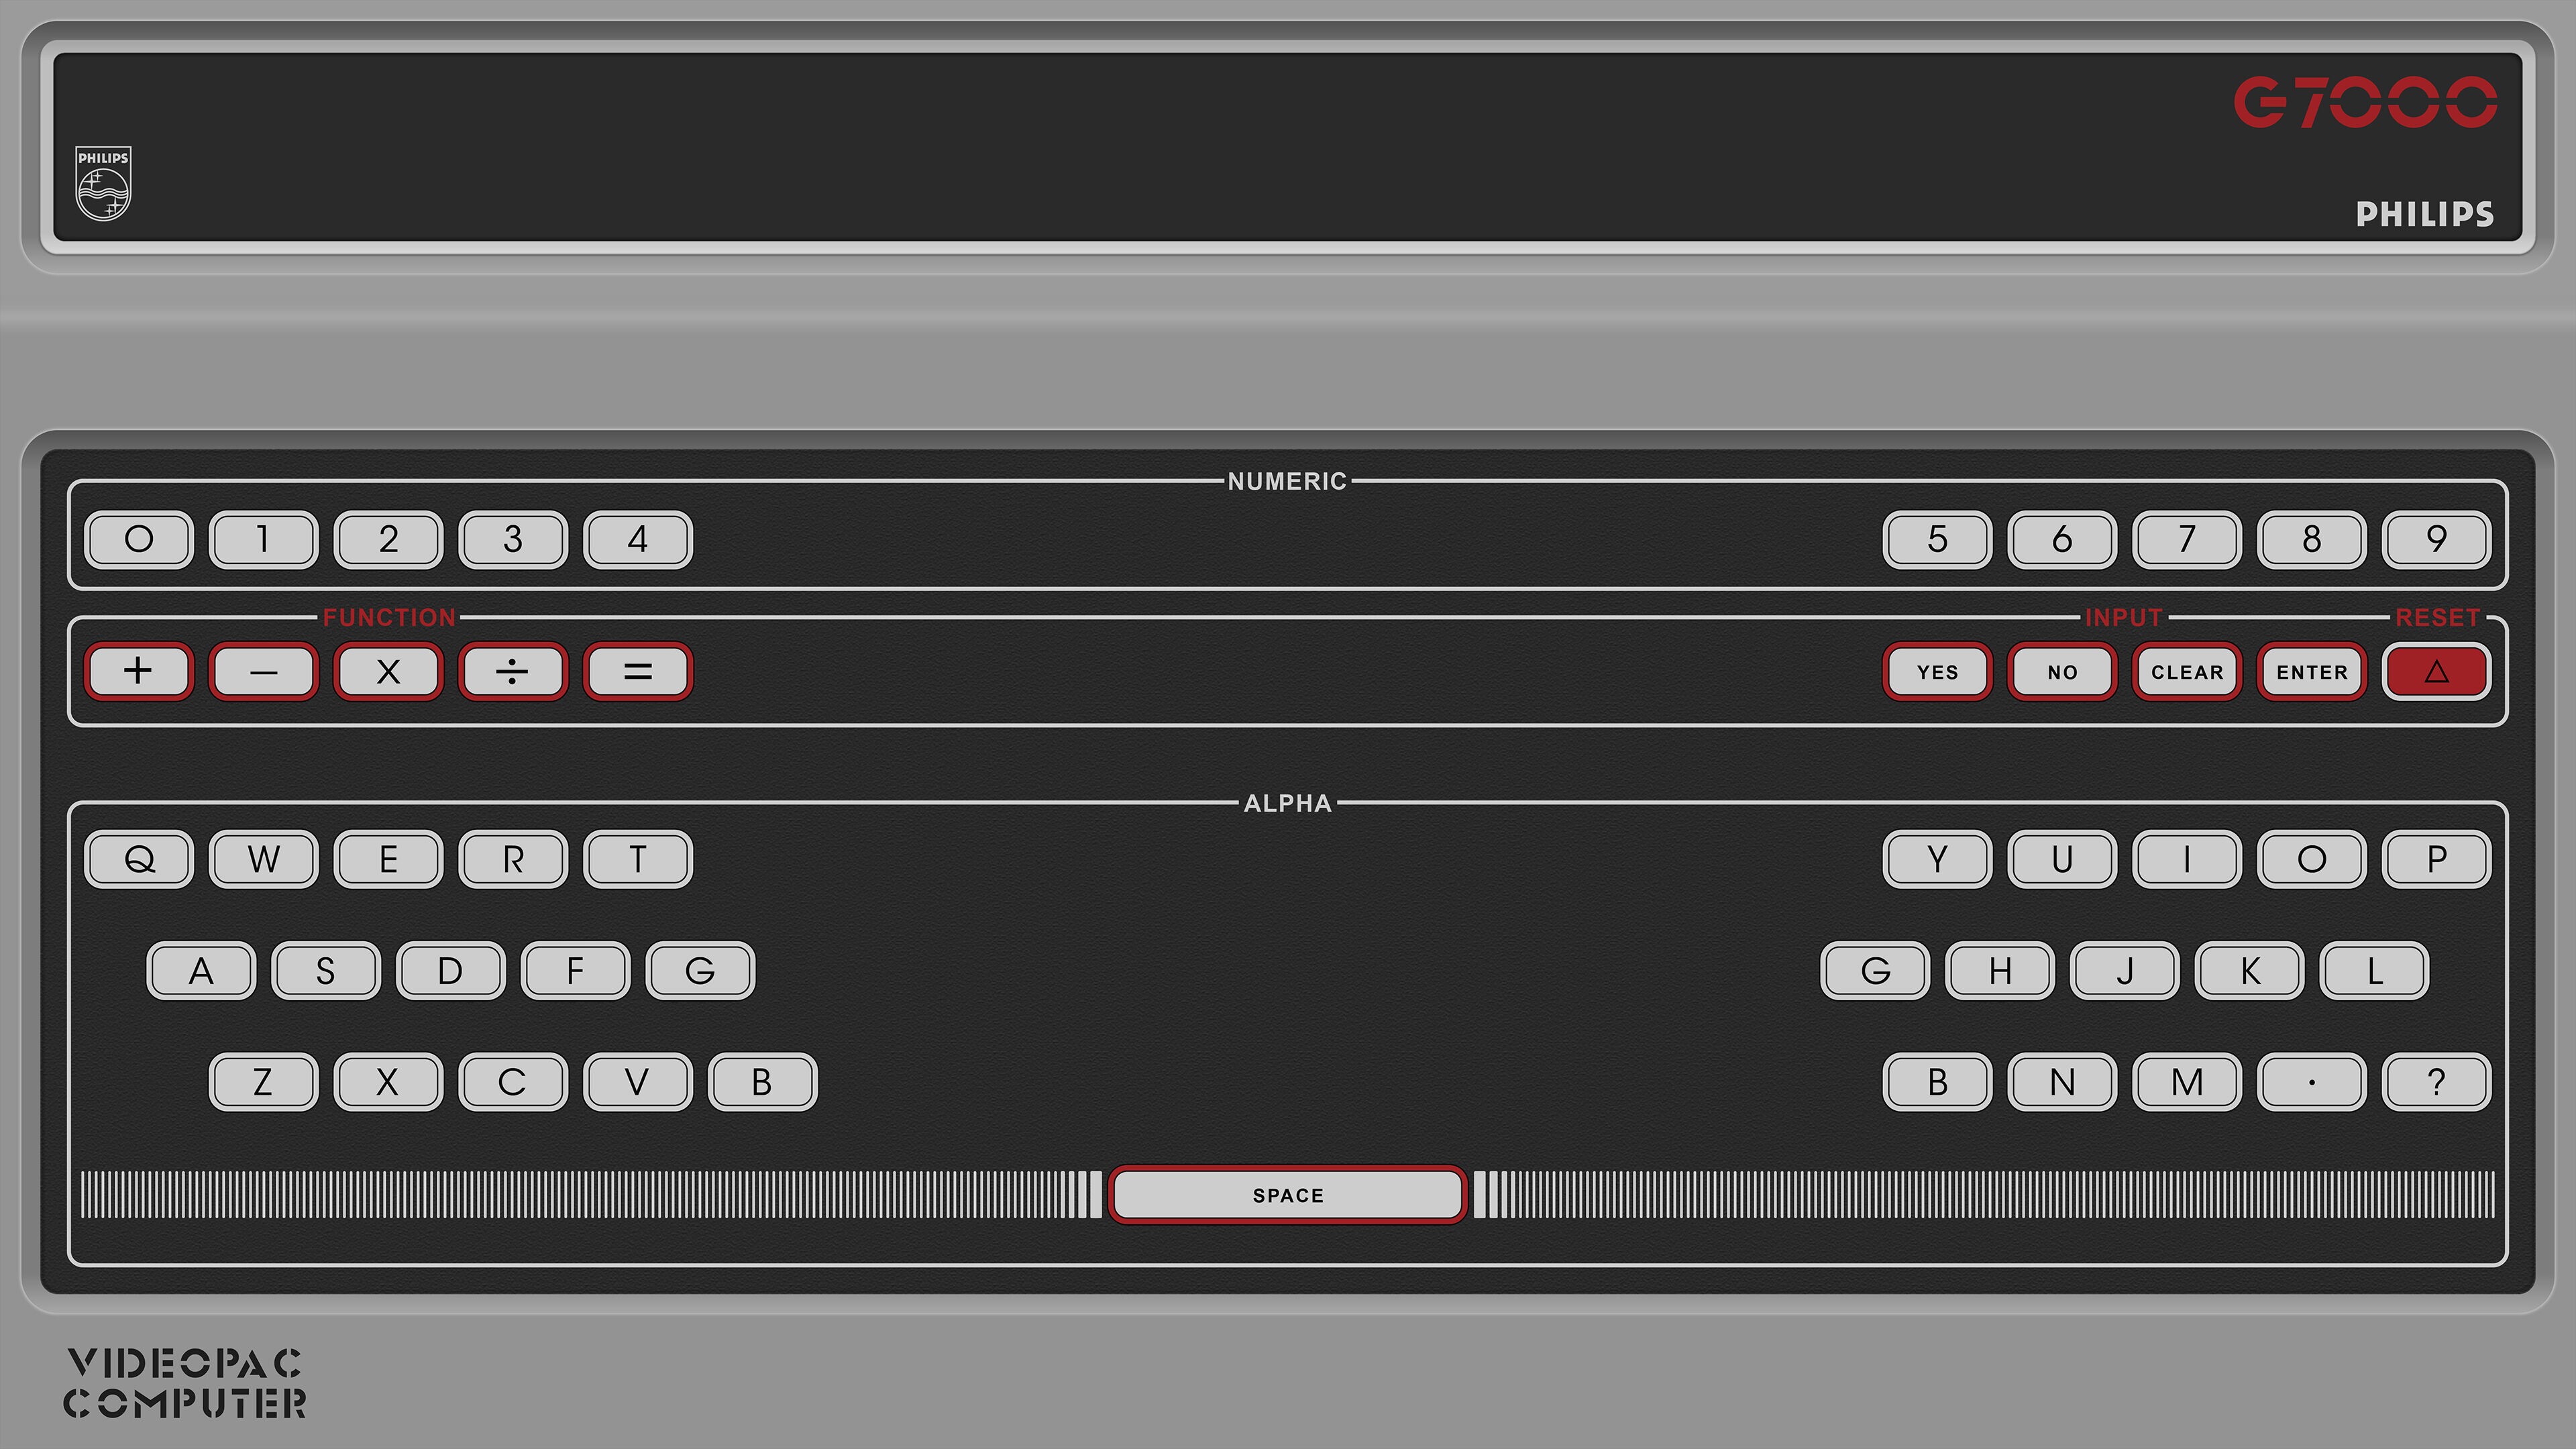 G7000
PHILIPS
PHILIPS
NUMERIC
0 1 2 3 4 5 6 7 8 9
FUNCTION INPUT RESET
+ – X ÷ = YES NO CLEAR ENTER △
ALPHA
Q W E R T Y U I O P
A S D F G G H J K L
Z X C V B B N M . ?
SPACE
VIDEOPAC
COMPUTER